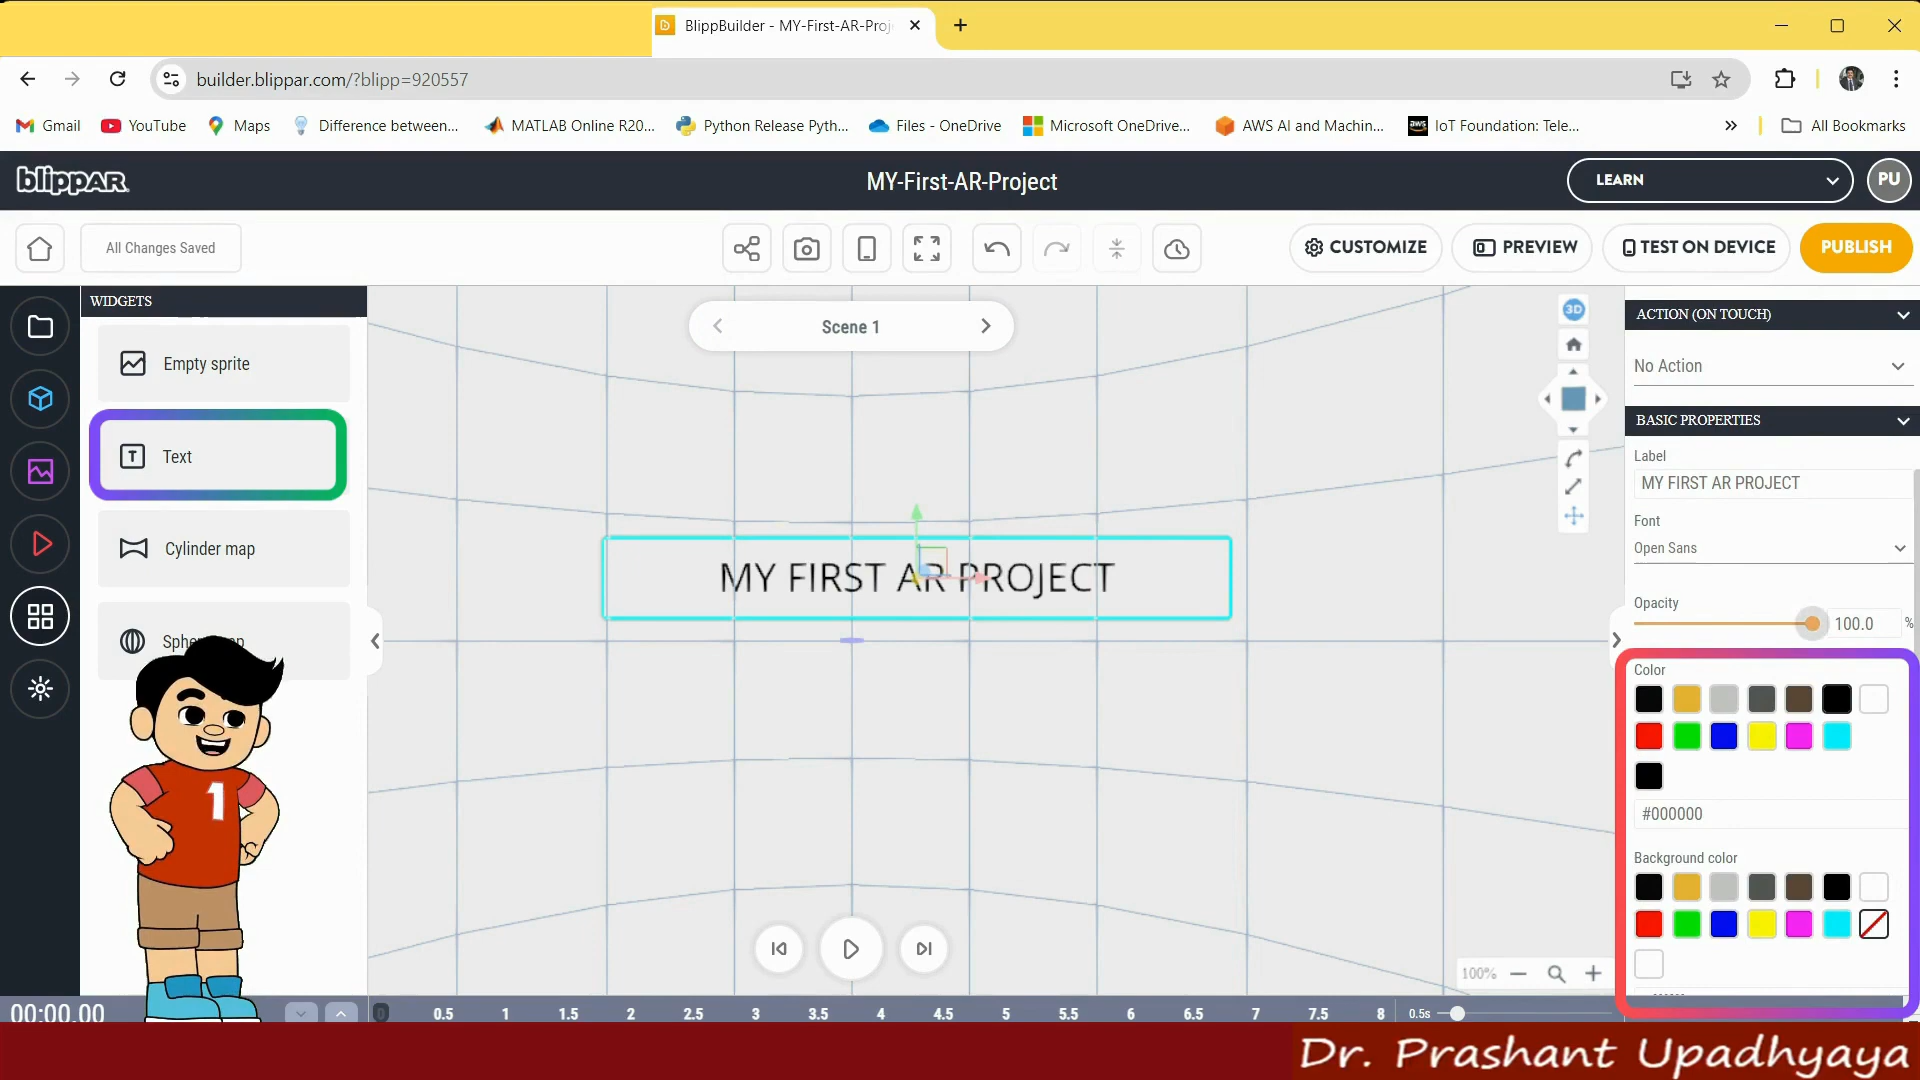 BlippBuilder - MY-First-AR-Proj
builder.blippar.com/?blipp=920557
Gmail
YouTube
Maps
Difference between...
MATLAB Online R20...
Python Release Pyth...
Files - OneDrive
Microsoft OneDrive...
AWS AI and Machin...
IoT Foundation: Tele...
All Bookmarks
blippAR
MY-First-AR-Project
LEARN
PU
All Changes Saved
CUSTOMIZE
PREVIEW
TEST ON DEVICE
PUBLISH
WIDGETS
Scene 1
3D
ACTION (ON TOUCH)
Empty sprite
No Action
BASIC PROPERTIES
Text
Label
MY FIRST AR PROJECT
Font
Cylinder map
Open Sans
MY FIRST AR PROJECT
Opacity
100.0 %
Color
1
#000000
Background color
100%
00:00.00
0 0.5 1 1.5 2 2.5 3 3.5 4 4.5 5 5.5 6 6.5 7 7.5 8
0.5s
Dr. Prashant Upadhyaya